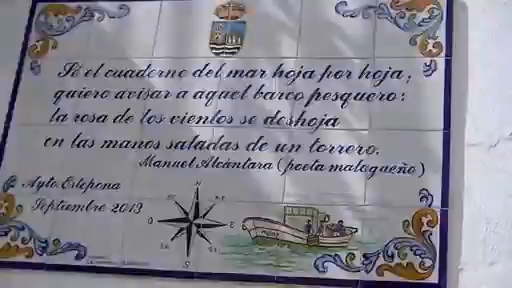 Sé el cuaderno del mar hoja por hoja;
quiero avisar a aquel barco pesquero:
la rosa de los vientos se deshoja
en las manos saladas de un torrero.
Manuel Alcántara (poeta malagueño)
Ayto. Estepona
Septiembre 2013
N
N.E.
O
E
S.O.
S.E.
S